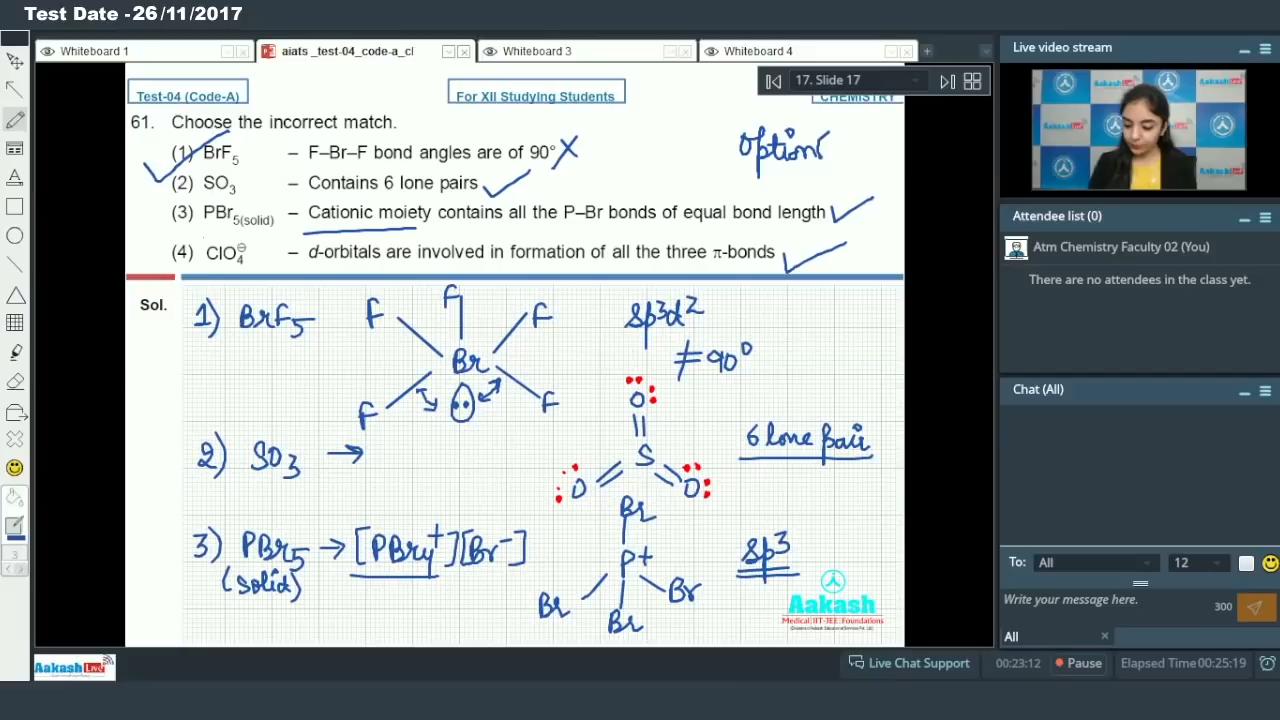 Test Date -26/11/2017
Whiteboard 1
aiats _test-04_code-a_cl
Whiteboard 3
Whiteboard 4
Live video stream
17. Slide 17
Test-04 (Code-A)
For XII Studying Students
CHEMISTRY
61. Choose the incorrect match.
option
(1) BrF5 – F–Br–F bond angles are of 90°
(2) SO3 – Contains 6 lone pairs
(3) PBr5(solid) – Cationic moiety contains all the P–Br bonds of equal bond length
(4) ClO4⊖ – d-orbitals are involved in formation of all the three π-bonds
Sol.
1) BrF5
F F F
Br
F F
sp3d2
≠90°
2) SO3 →
O
S
O O
6 lone pair
3) PBr5 → [PBr4+][Br-]
(solid)
Br
P+
Br Br
Br
sp3
Aakash
Medical|IIT-JEE|Foundations
Aakash Live
Attendee list (0)
Atm Chemistry Faculty 02 (You)
There are no attendees in the class yet.
Chat (All)
To: All 12
Write your message here.
300
All
Live Chat Support
00:23:12
Pause
Elapsed Time 00:25:19
3